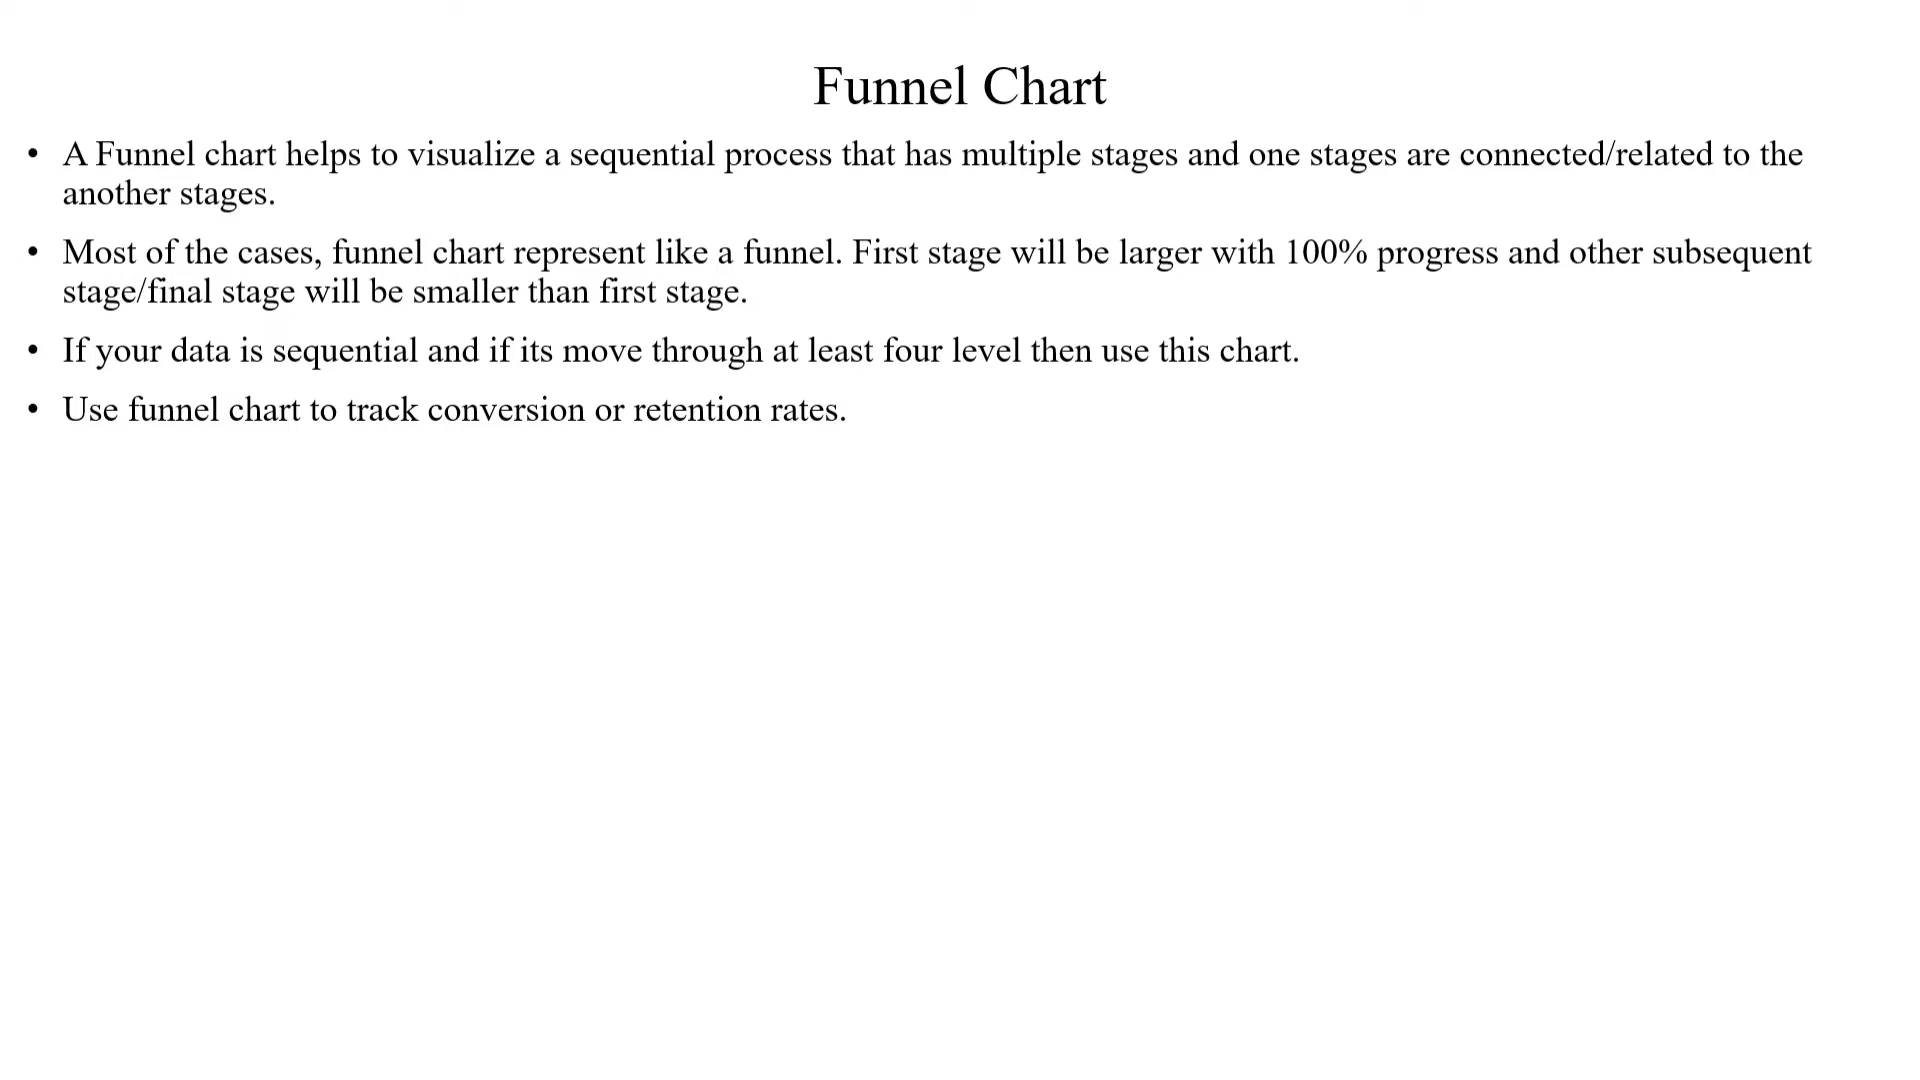 Funnel Chart
• A Funnel chart helps to visualize a sequential process that has multiple stages and one stages are connected/related to the
another stages.
• Most of the cases, funnel chart represent like a funnel. First stage will be larger with 100% progress and other subsequent
stage/final stage will be smaller than first stage.
• If your data is sequential and if its move through at least four level then use this chart.
• Use funnel chart to track conversion or retention rates.